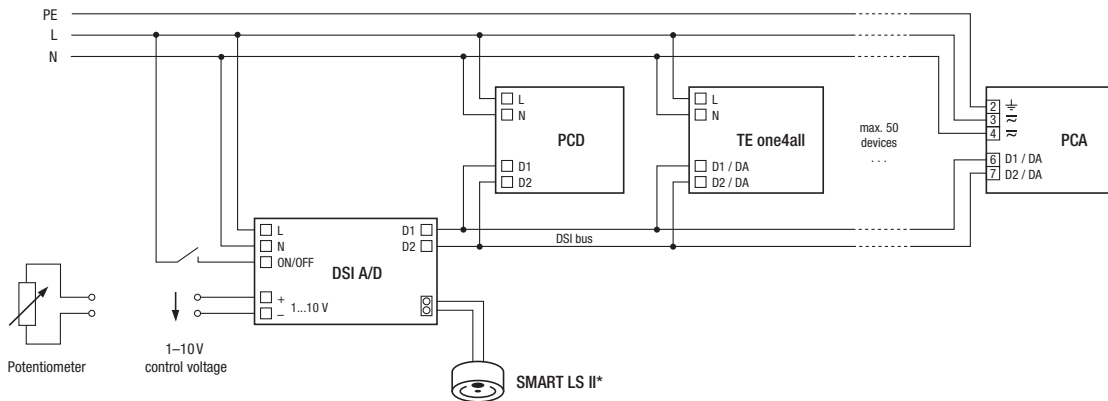 PE
L
N
L
N
PCD
D1
D2
L
N
TE one4all
D1 / DA
D2 / DA
max. 50
devices
. . .
2
3
4
PCA
6 D1 / DA
7 D2 / DA
DSI bus
L
N
ON/OFF
D1
D2
DSI A/D
+
–
1...10 V
Potentiometer
1–10 V
control voltage
SMART LS II*